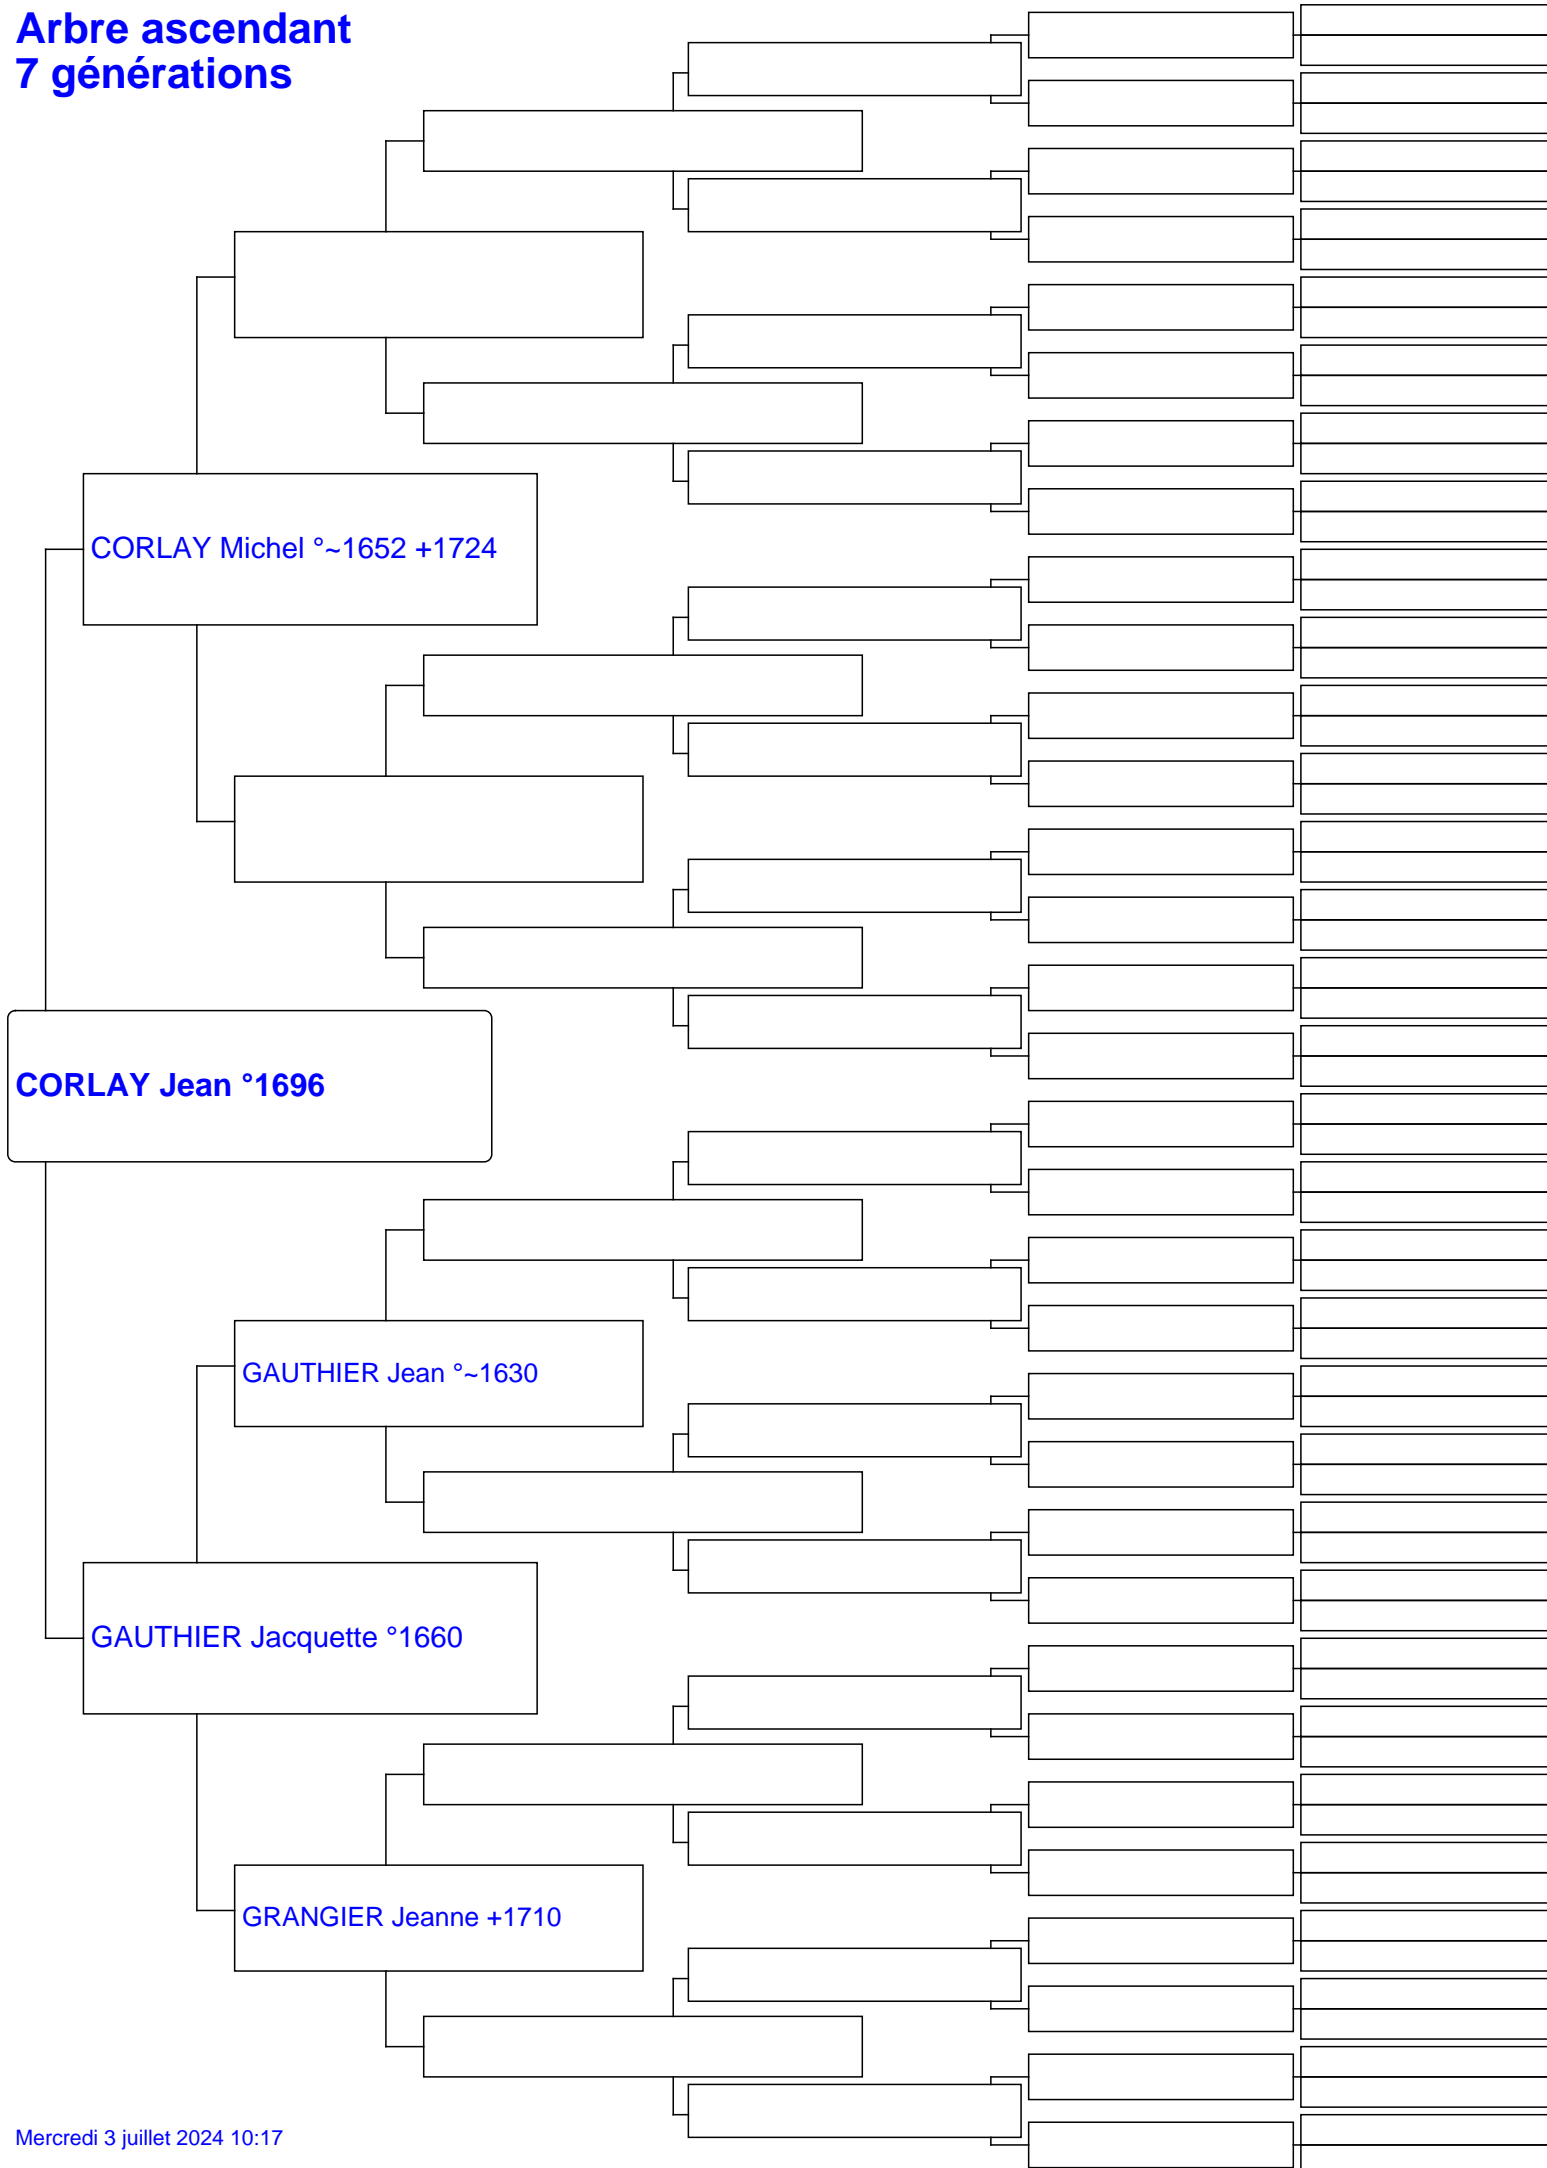 Arbre ascendant
7 générations
CORLAY Michel °~1652 +1724
CORLAY Jean °1696
GAUTHIER Jean °~1630
GAUTHIER Jacquette °1660
GRANGIER Jeanne +1710
Mercredi 3 juillet 2024 10:17